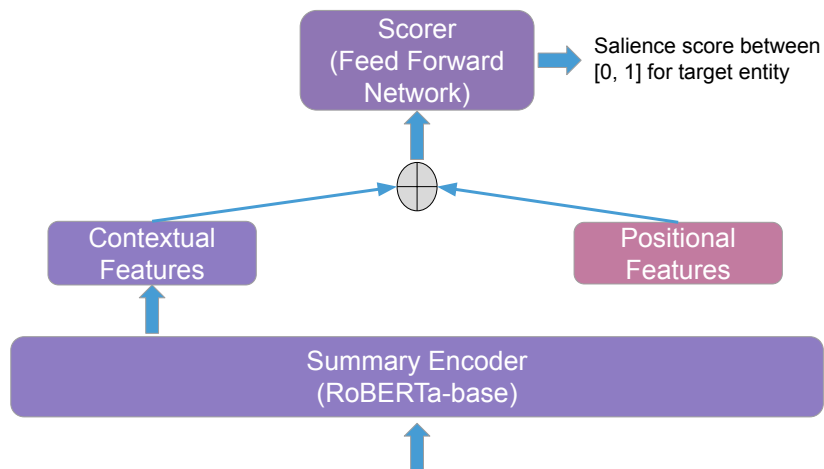 Scorer
(Feed Forward
Network)
Salience score between
[0, 1] for target entity
Contextual
Features
Positional
Features
Summary Encoder
(RoBERTa-base)